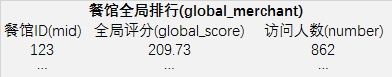 餐馆全局排行(global_merchant)
餐馆ID(mid) 全局评分(global_score) 访问人数(number)
123 209.73 862
... ... ...